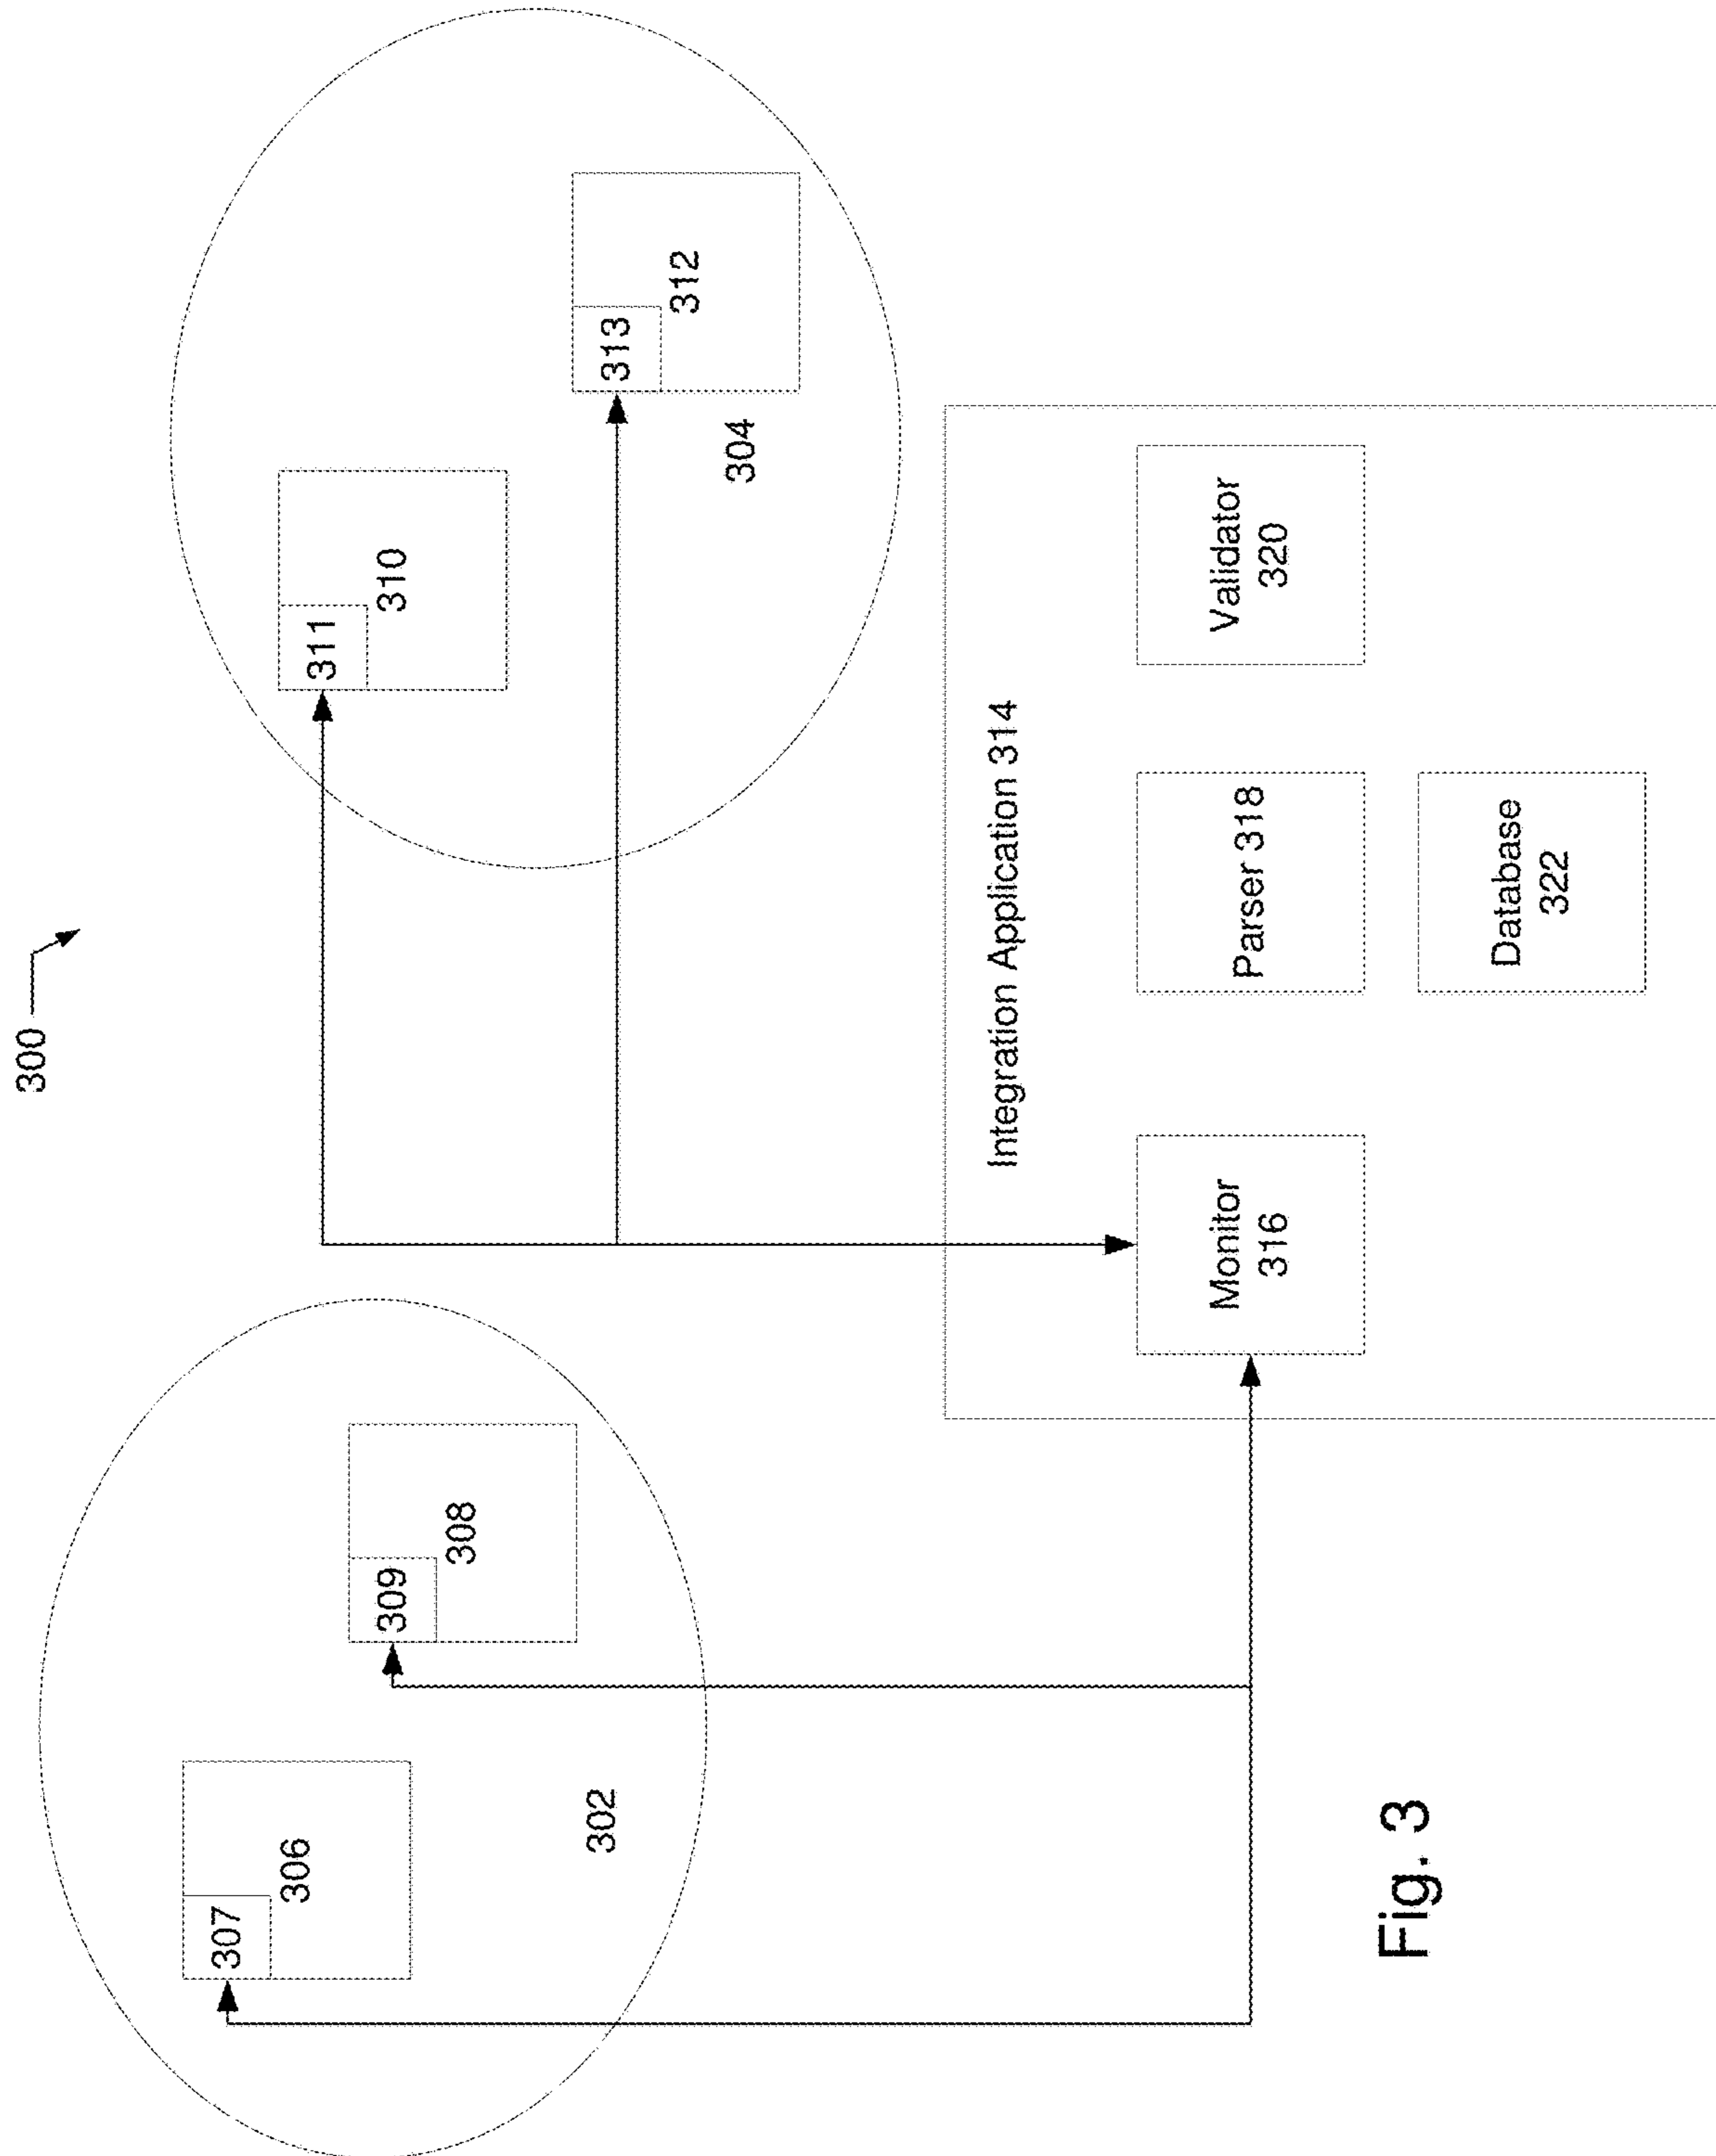 300
307
306
309
308
302
311
310
313
312
304
Integration Application 314
Monitor
316
Parser 318
Validator
320
Database
322
Fig. 3